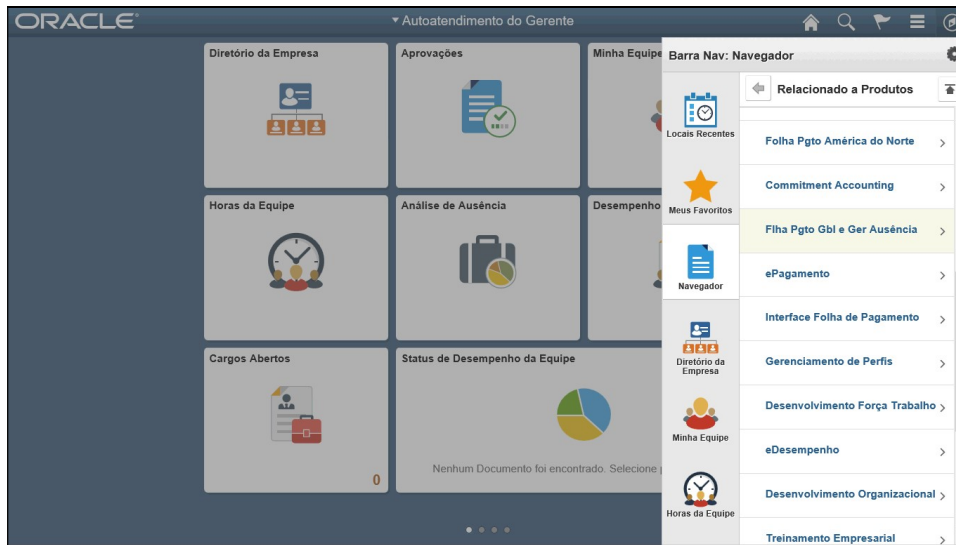 ORACLE
Autoatendimento do Gerente
Diretório da Empresa
Aprovações
Minha Equipe
Horas da Equipe
Análise de Ausência
Desempenho
Cargos Abertos
0
Status de Desempenho da Equipe
Nenhum Documento foi encontrado. Selecione
Barra Nav: Navegador
Locais Recentes
Meus Favoritos
Navegador
Diretório da
Empresa
Minha Equipe
Horas da Equipe
Relacionado a Produtos
Folha Pgto América do Norte
Commitment Accounting
Flha Pgto Gbl e Ger Ausência
ePagamento
Interface Folha de Pagamento
Gerenciamento de Perfis
Desenvolvimento Força Trabalho
eDesempenho
Desenvolvimento Organizacional
Treinamento Empresarial